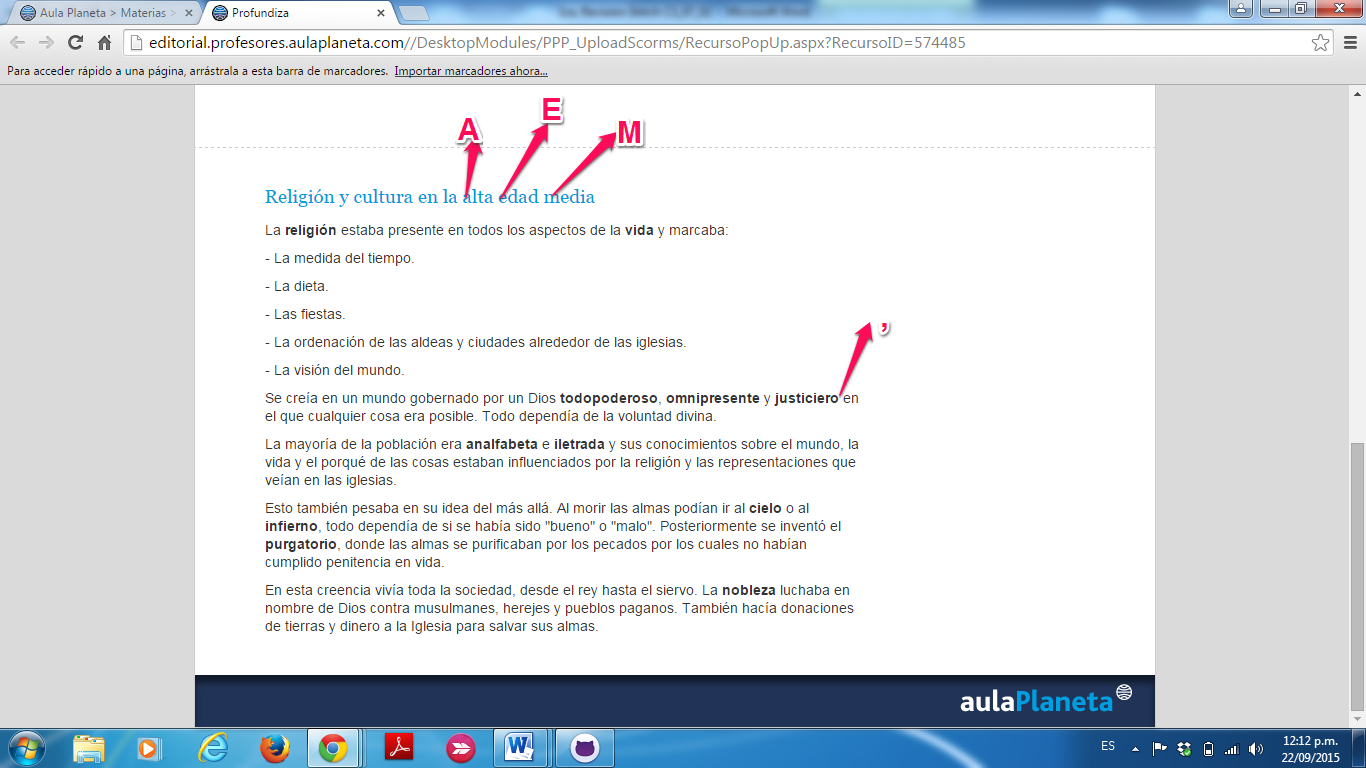 Aula Planeta > Materias >
Profundiza
editorial.profesores.aulaplaneta.com//DesktopModules/PPP_UploadScorms/RecursoPopUp.aspx?RecursoID=574485
Para acceder rápido a una página, arrástrala a esta barra de marcadores. Importar marcadores ahora...
A E M
Religión y cultura en la alta edad media
La religión estaba presente en todos los aspectos de la vida y marcaba:
- La medida del tiempo.
- La dieta.
- Las fiestas.
,
- La ordenación de las aldeas y ciudades alrededor de las iglesias.
- La visión del mundo.
Se creía en un mundo gobernado por un Dios todopoderoso, omnipresente y justiciero en
el que cualquier cosa era posible. Todo dependía de la voluntad divina.
La mayoría de la población era analfabeta e iletrada y sus conocimientos sobre el mundo, la
vida y el porqué de las cosas estaban influenciados por la religión y las representaciones que
veían en las iglesias.
Esto también pesaba en su idea del más allá. Al morir las almas podían ir al cielo o al
infierno, todo dependía de si se había sido "bueno" o "malo". Posteriormente se inventó el
purgatorio, donde las almas se purificaban por los pecados por los cuales no habían
cumplido penitencia en vida.
En esta creencia vivía toda la sociedad, desde el rey hasta el siervo. La nobleza luchaba en
nombre de Dios contra musulmanes, herejes y pueblos paganos. También hacía donaciones
de tierras y dinero a la Iglesia para salvar sus almas.
aulaPlaneta
ES
12:12 p.m.
22/09/2015